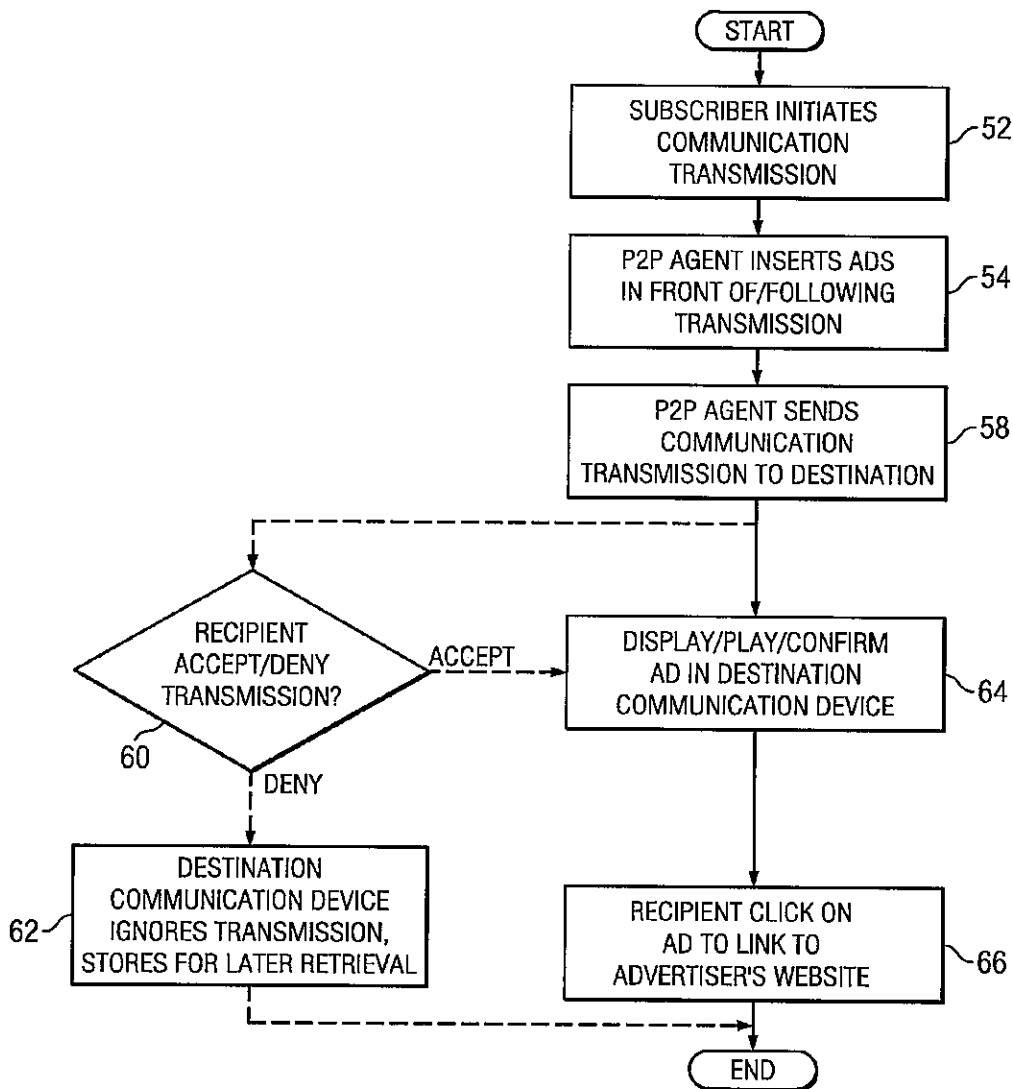 START
SUBSCRIBER INITIATES
COMMUNICATION
TRANSMISSION
52
P2P AGENT INSERTS ADS
IN FRONT OF/FOLLOWING
TRANSMISSION
54
P2P AGENT SENDS
COMMUNICATION
TRANSMISSION TO DESTINATION
58
RECIPIENT
ACCEPT/DENY
TRANSMISSION?
60
ACCEPT
DENY
DISPLAY/PLAY/CONFIRM
AD IN DESTINATION
COMMUNICATION DEVICE
64
DESTINATION
COMMUNICATION DEVICE
IGNORES TRANSMISSION,
STORES FOR LATER RETRIEVAL
62
RECIPIENT CLICK ON
AD TO LINK TO
ADVERTISER'S WEBSITE
66
END